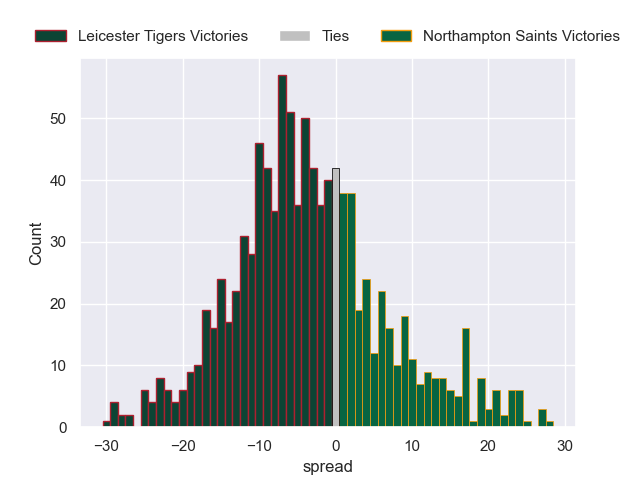 Leicester Tigers Victories Ties Northampton Saints Victories
50
40
30
20
10
0
Count
−30 −20 −10 0 10 20 30
spread